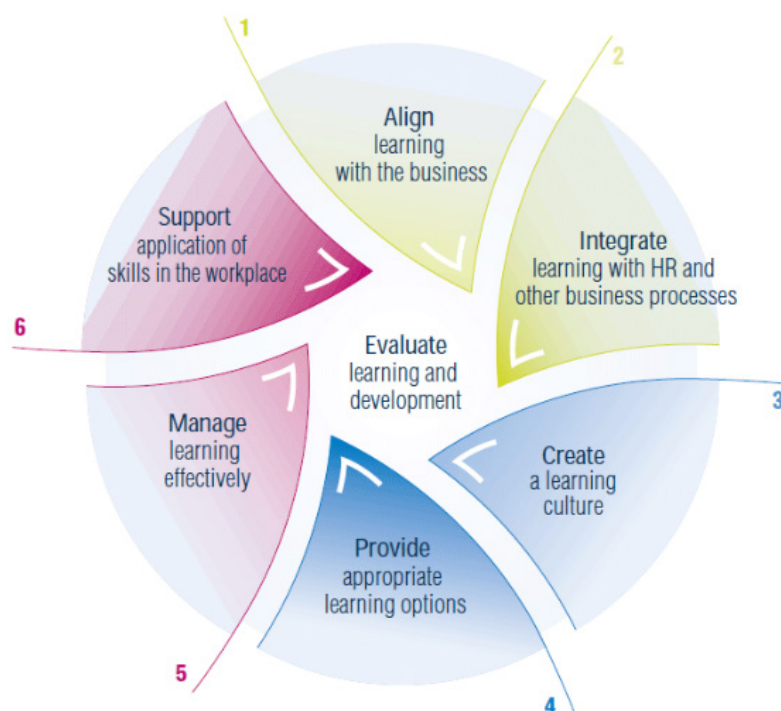 1
Align
learning
with the business
2
Integrate
learning with HR and
other business processes
3
Create
a learning
culture
4
Provide
appropriate
learning options
5
Manage
learning
effectively
6
Support
application of
skills in the workplace
Evaluate
learning and
development